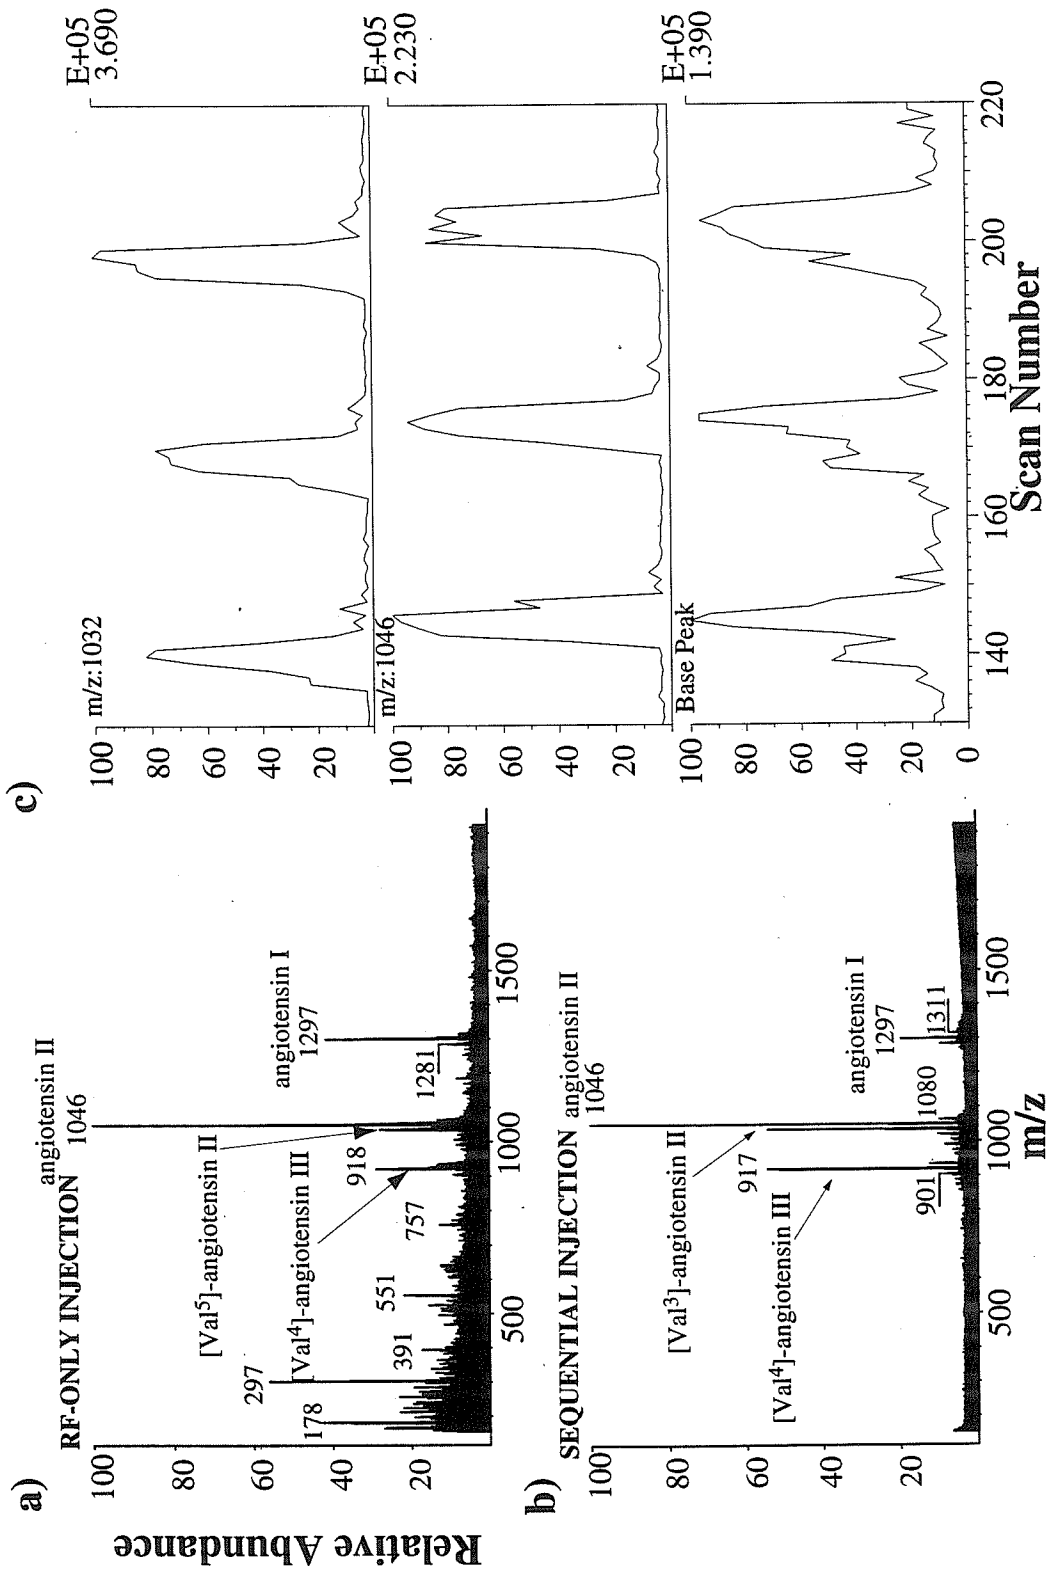 a)
RF-ONLY INJECTION
angiotensin II
1046
[Val5]-angiotensin II
[Val4]-angiotensin III
angiotensin I
1297
1281
918
757
551
391
297
178
100
80
60
40
20
500
1000
1500
b)
SEQUENTIAL INJECTION
angiotensin II
1046
[Val3]-angiotensin II
[Val4]-angiotensin III
917
901
1080
angiotensin I
1297
1311
100
80
60
40
20
500
1000
1500
m/z
Relative Abundance
c)
m/z:1032
E+05
3.690
100
80
60
40
20
m/z:1046
E+05
2.230
100
80
60
40
20
Base Peak
E+05
1.390
100
80
60
40
20
0
140
160
180
200
220
Scan Number